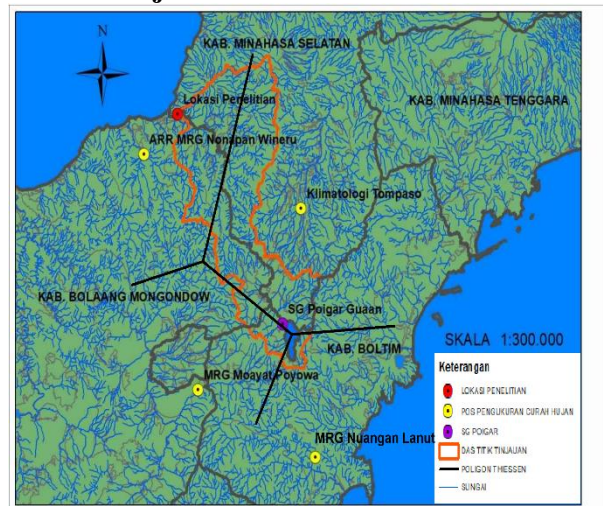 N
KAB. MINAHASA SELATAN
KAB. MINAHASA TENGGARA
Lokasi Penelitian
ARR MRG Nonapan Wineru
Klimatologi Tompaso
KAB. BOLAANG MONGONDOW
SG Poigar Guaan
KAB. BOLTIM
SKALA 1:300.000
MRG Moayat Poyowa
MRG Nuangan Lanut
Keterangan
LOKASI PENELITIAN
POS PENGUKURAN CURAH HUJAN
SG POIGAR
DAS TITIK TINJAUAN
POLIGON THIESSEN
SUNGAI